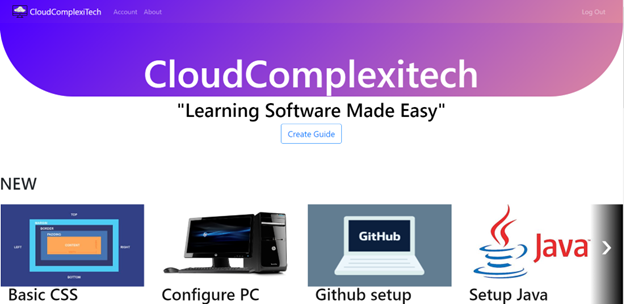 CloudComplexiTech Account About Log Out
CloudComplexitech
"Learning Software Made Easy"
Create Guide
NEW
TOP
BORDER
PADDING
LEFT CONTENT RIGHT
BOTTOM
GitHub
Java
Basic CSS Configure PC Github setup Setup Java